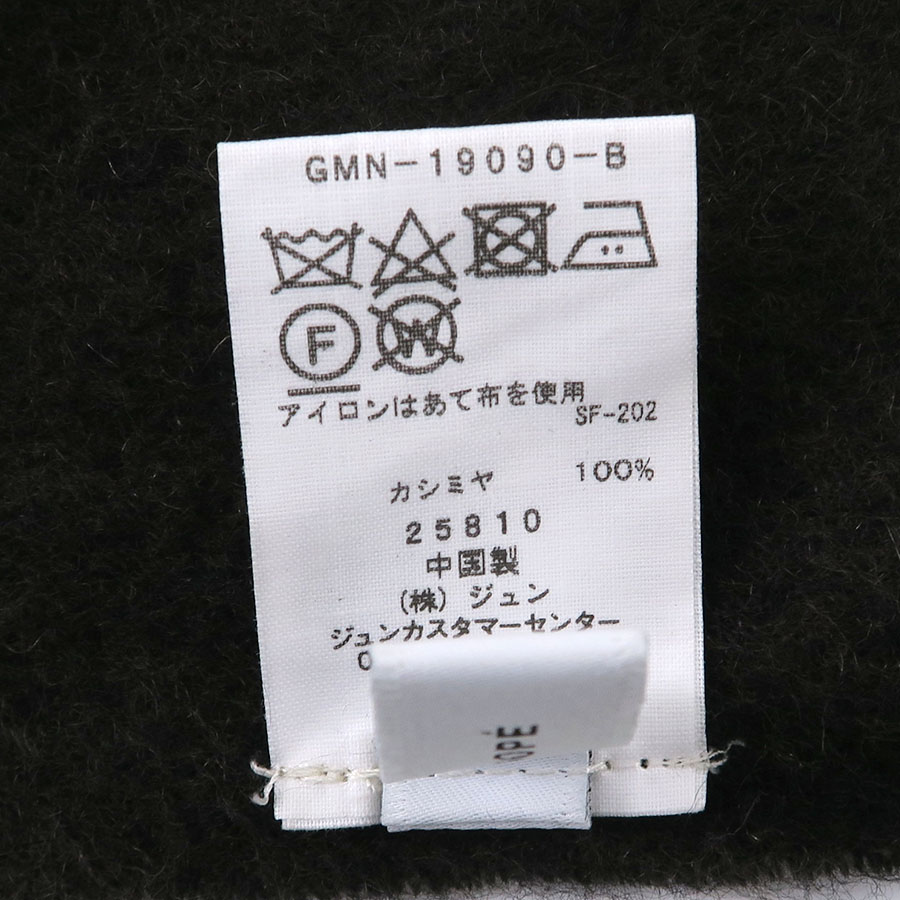 GMN-19090-B
F
W
アイロンはあて布を使用
SF-202
カシミヤ 100%
25810
中国製
(株) ジュン
ジュンカスタマーセンター
0
OPÉ